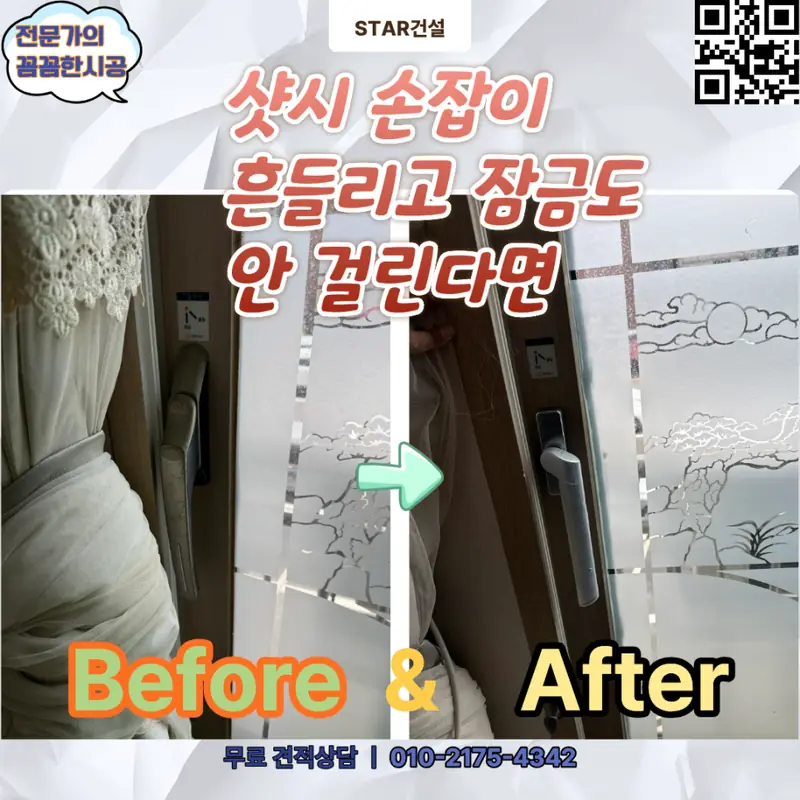 전문가의
꼼꼼한시공
STAR건설
샷시 손잡이
흔들리고 잠금도
안 걸린다면
Before & After
무료 견적상담 | 010-2175-4342